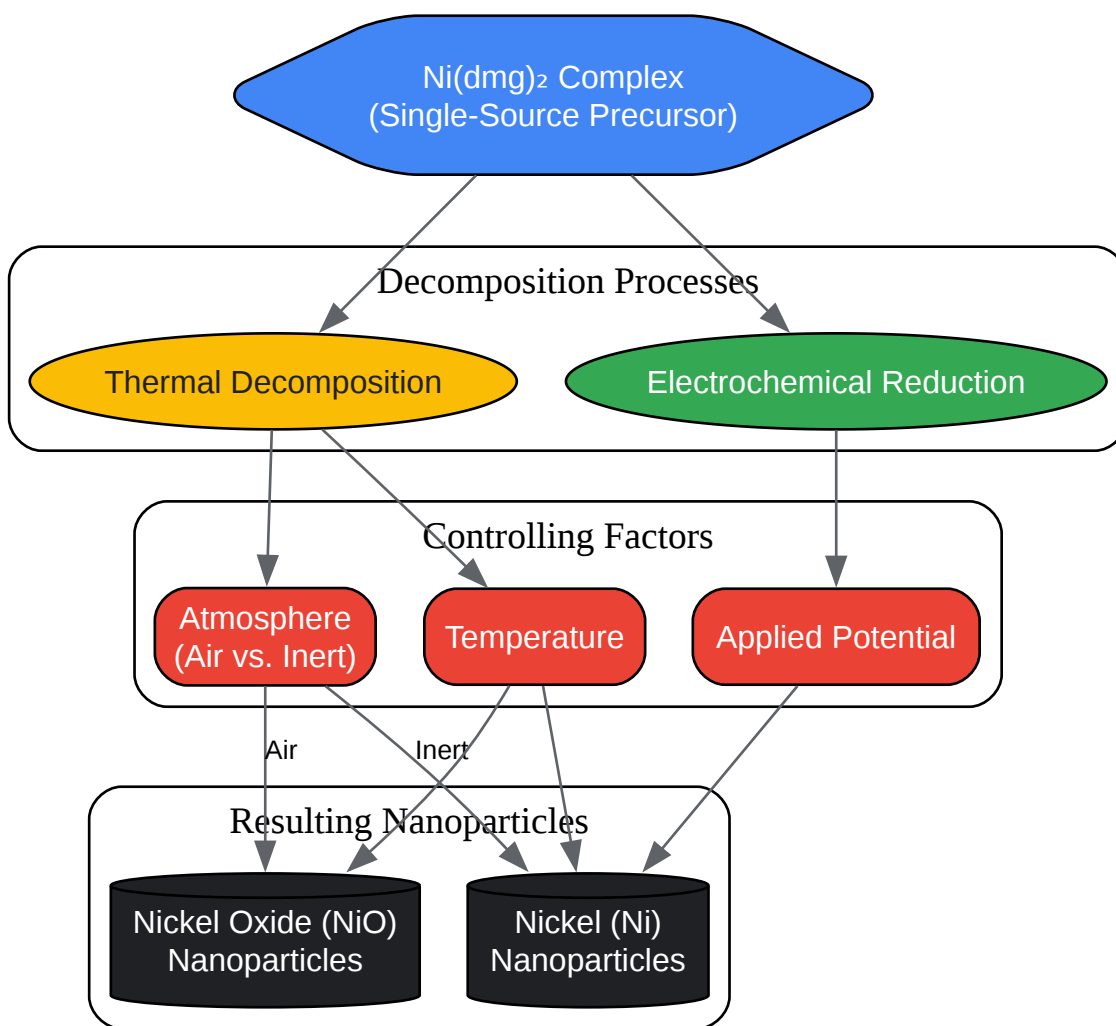 Ni(dmg)₂ Complex
(Single-Source Precursor)
Decomposition Processes
Thermal Decomposition
Electrochemical Reduction
Controlling Factors
Atmosphere
(Air vs. Inert)
Temperature
Applied Potential
Air
Inert
Resulting Nanoparticles
Nickel Oxide (NiO)
Nanoparticles
Nickel (Ni)
Nanoparticles